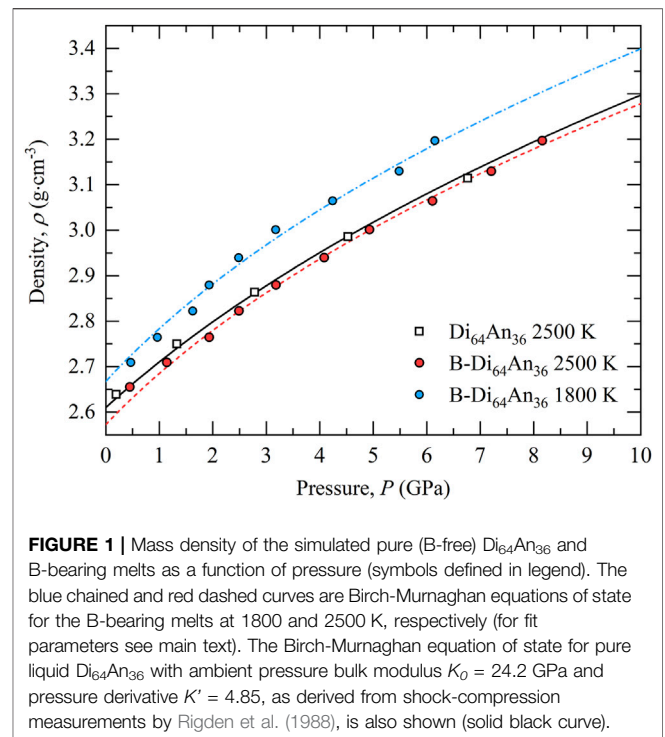 3.4
3.3
3.2
3.1
3.0
2.9
2.8
2.7
2.6
Density, ρ (g·cm⁻³)
0 1 2 3 4 5 6 7 8 9 10
Pressure, P (GPa)
Di₆₄An₃₆ 2500 K
B-Di₆₄An₃₆ 2500 K
B-Di₆₄An₃₆ 1800 K
FIGURE 1 | Mass density of the simulated pure (B-free) Di₆₄An₃₆ and
B-bearing melts as a function of pressure (symbols defined in legend). The
blue chained and red dashed curves are Birch-Murnaghan equations of state
for the B-bearing melts at 1800 and 2500 K, respectively (for fit
parameters see main text). The Birch-Murnaghan equation of state for pure
liquid Di₆₄An₃₆ with ambient pressure bulk modulus K₀ = 24.2 GPa and
pressure derivative K' = 4.85, as derived from shock-compression
measurements by Rigden et al. (1988), is also shown (solid black curve).